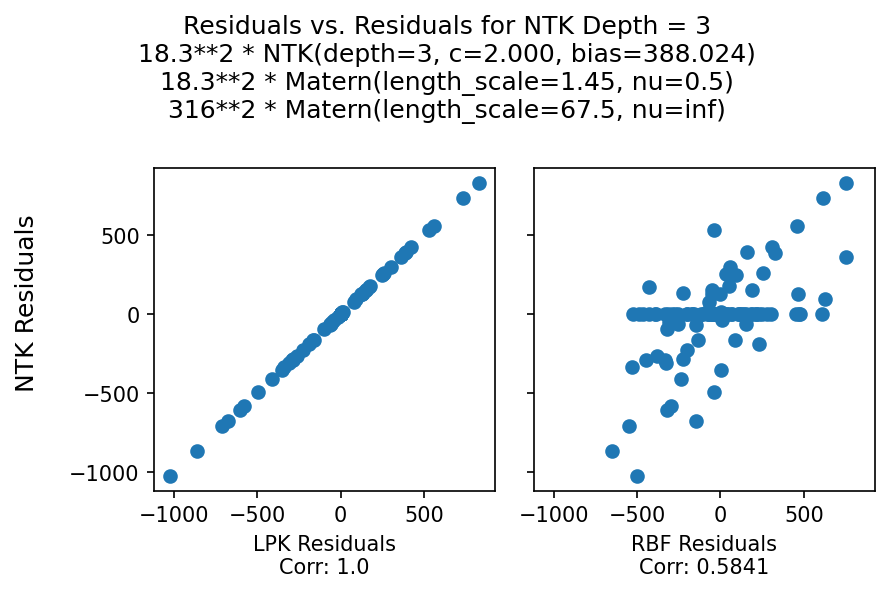 Residuals vs. Residuals for NTK Depth = 3
18.3**2 * NTK(depth=3, c=2.000, bias=388.024)
18.3**2 * Matern(length_scale=1.45, nu=0.5)
316**2 * Matern(length_scale=67.5, nu=inf)
NTK Residuals
500
0
−500
−1000
−1000 −500 0 500
LPK Residuals
Corr: 1.0
−1000 −500 0 500
RBF Residuals
Corr: 0.5841